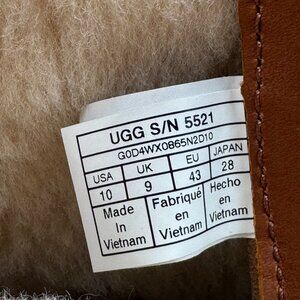 UGG S/N 5521
G0D4WX0865N2D10
USA UK EU JAPAN
10 9 43 28
Made Fabriqué Hecho
In en en
Vietnam Vietnam Vietnam